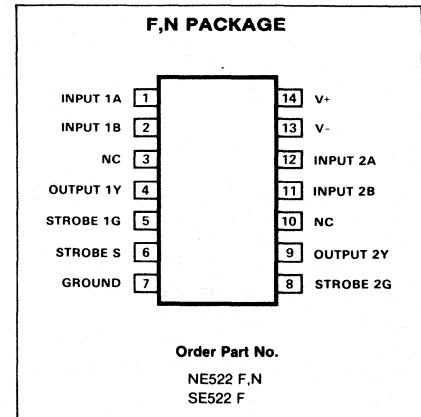 F,N PACKAGE
INPUT 1A 1 14 V+
INPUT 1B 2 13 V-
NC 3 12 INPUT 2A
OUTPUT 1Y 4 11 INPUT 2B
STROBE 1G 5 10 NC
STROBE S 6 9 OUTPUT 2Y
GROUND 7 8 STROBE 2G
Order Part No.
NE522 F,N
SE522 F